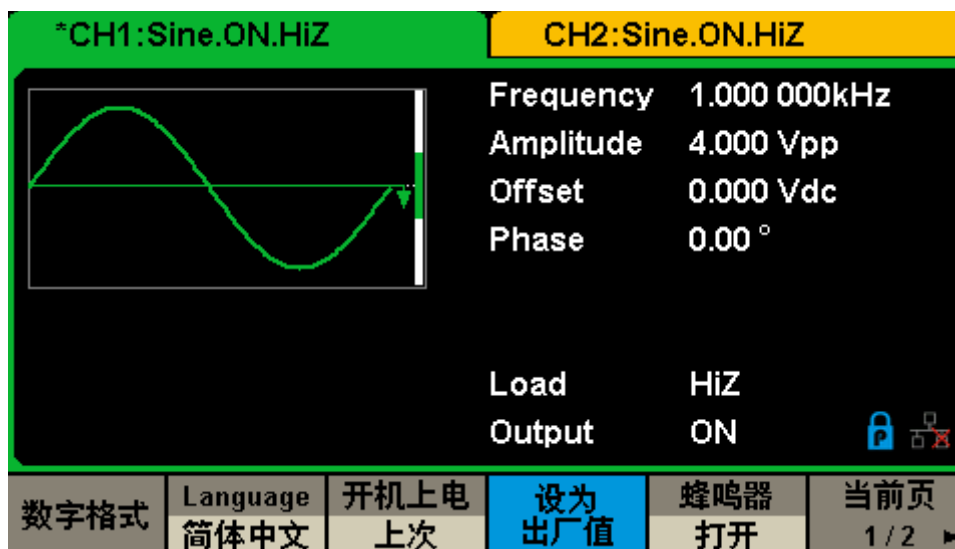 *CH1:Sine.ON.HiZ
CH2:Sine.ON.HiZ
Frequency 1.000 000kHz
Amplitude 4.000 Vpp
Offset 0.000 Vdc
Phase 0.00 °
Load HiZ
Output ON
P
数字格式
Language
简体中文
开机上电
上次
设为
出厂值
蜂鸣器
打开
当前页
1/2 ►